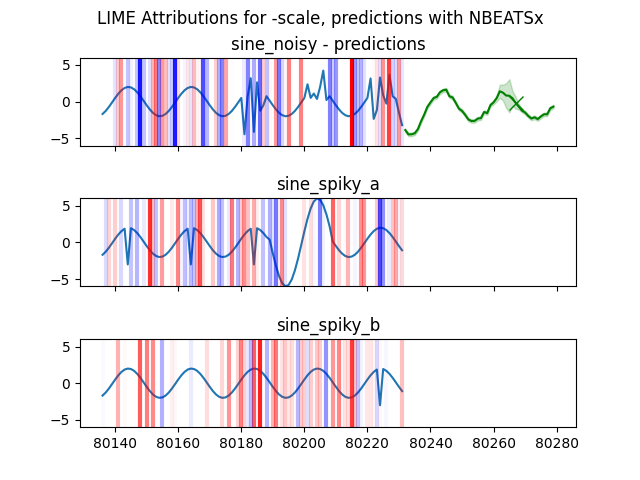 LIME Attributions for -scale, predictions with NBEATSx
sine_noisy - predictions
5
0
−5
sine_spiky_a
5
0
−5
sine_spiky_b
5
0
−5
80140 80160 80180 80200 80220 80240 80260 80280